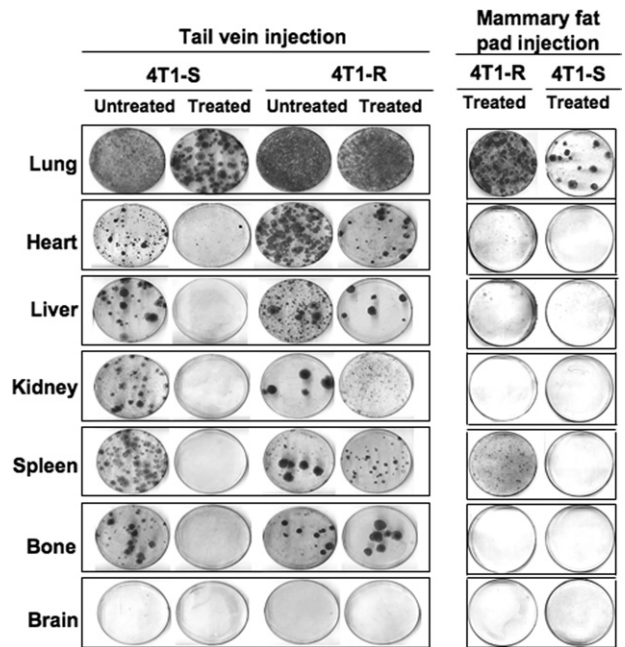 Tail vein injection
Mammary fat
pad injection
4T1-S 4T1-R 4T1-R 4T1-S
Untreated Treated Untreated Treated Treated Treated
Lung
Heart
Liver
Kidney
Spleen
Bone
Brain